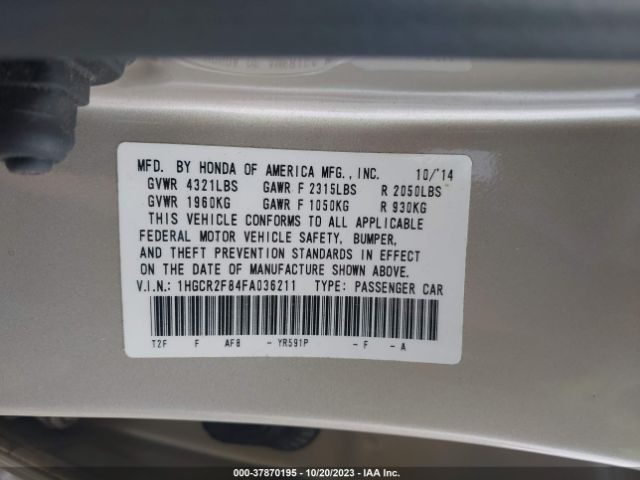 MFD. BY HONDA OF AMERICA MFG., INC. 10/'14
GVWR 4321LBS GAWR F 2315LBS R 2050LBS
GVWR 1960KG GAWR F 1050KG R 930KG
THIS VEHICLE CONFORMS TO ALL APPLICABLE
FEDERAL MOTOR VEHICLE SAFETY, BUMPER,
AND THEFT PREVENTION STANDARDS IN EFFECT
ON THE DATE OF MANUFACTURE SHOWN ABOVE.
V.I.N.: 1HGCR2F84FA036211 TYPE: PASSENGER CAR
T2F F AF8 - YR591P - F - A
000-37870195 - 10/20/2023 - IAA Inc.